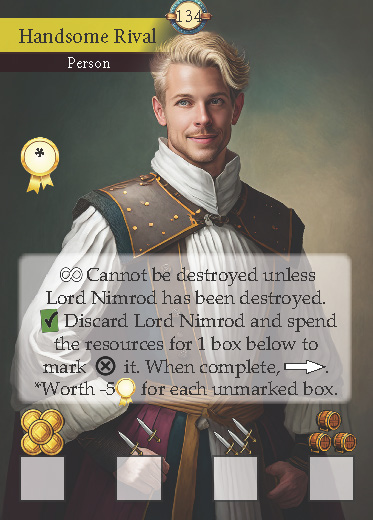 134
Handsome Rival
Person
*
Cannot be destroyed unless
Lord Nimrod has been destroyed.
Discard Lord Nimrod and spend
the resources for 1 box below to
mark it. When complete, .
*Worth -5 for each unmarked box.